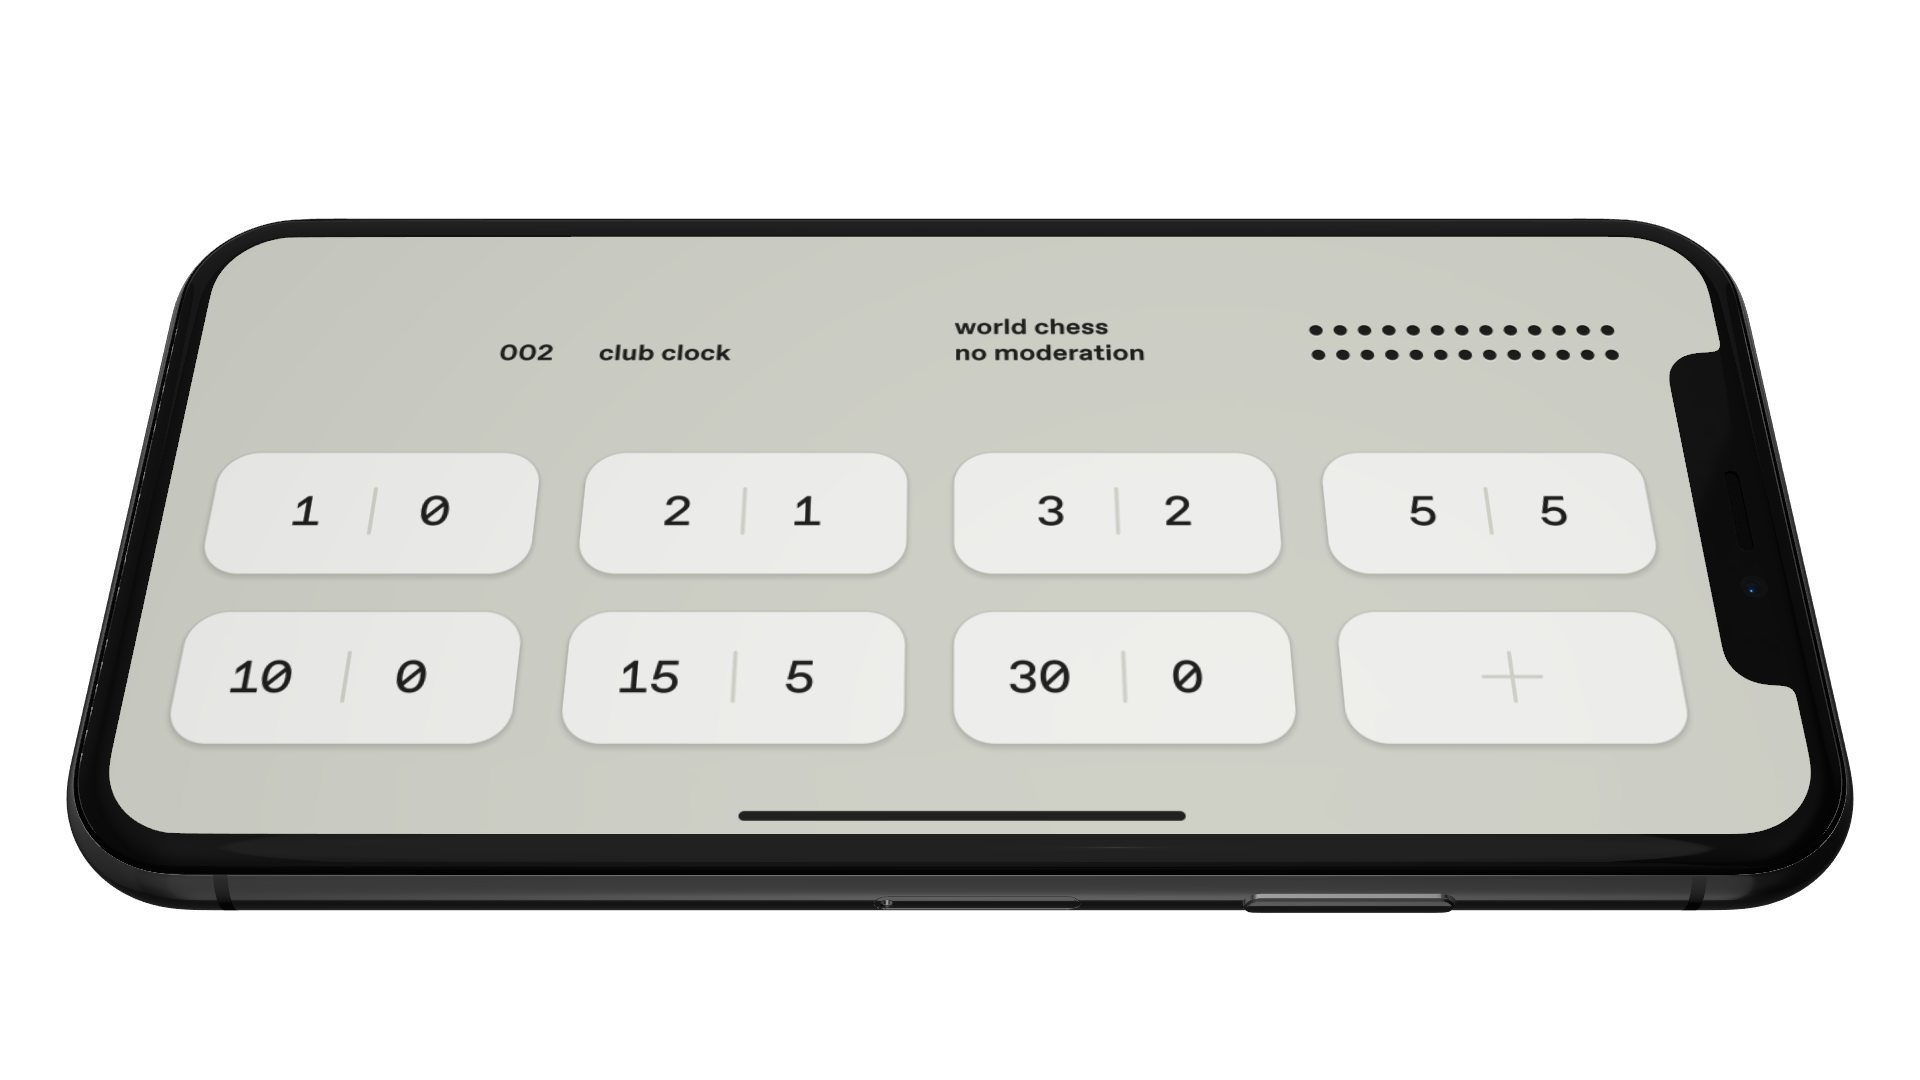 002 club clock
world chess
no moderation
1 | 0
2 | 1
3 | 2
5 | 5
10 | 0
15 | 5
30 | 0
+